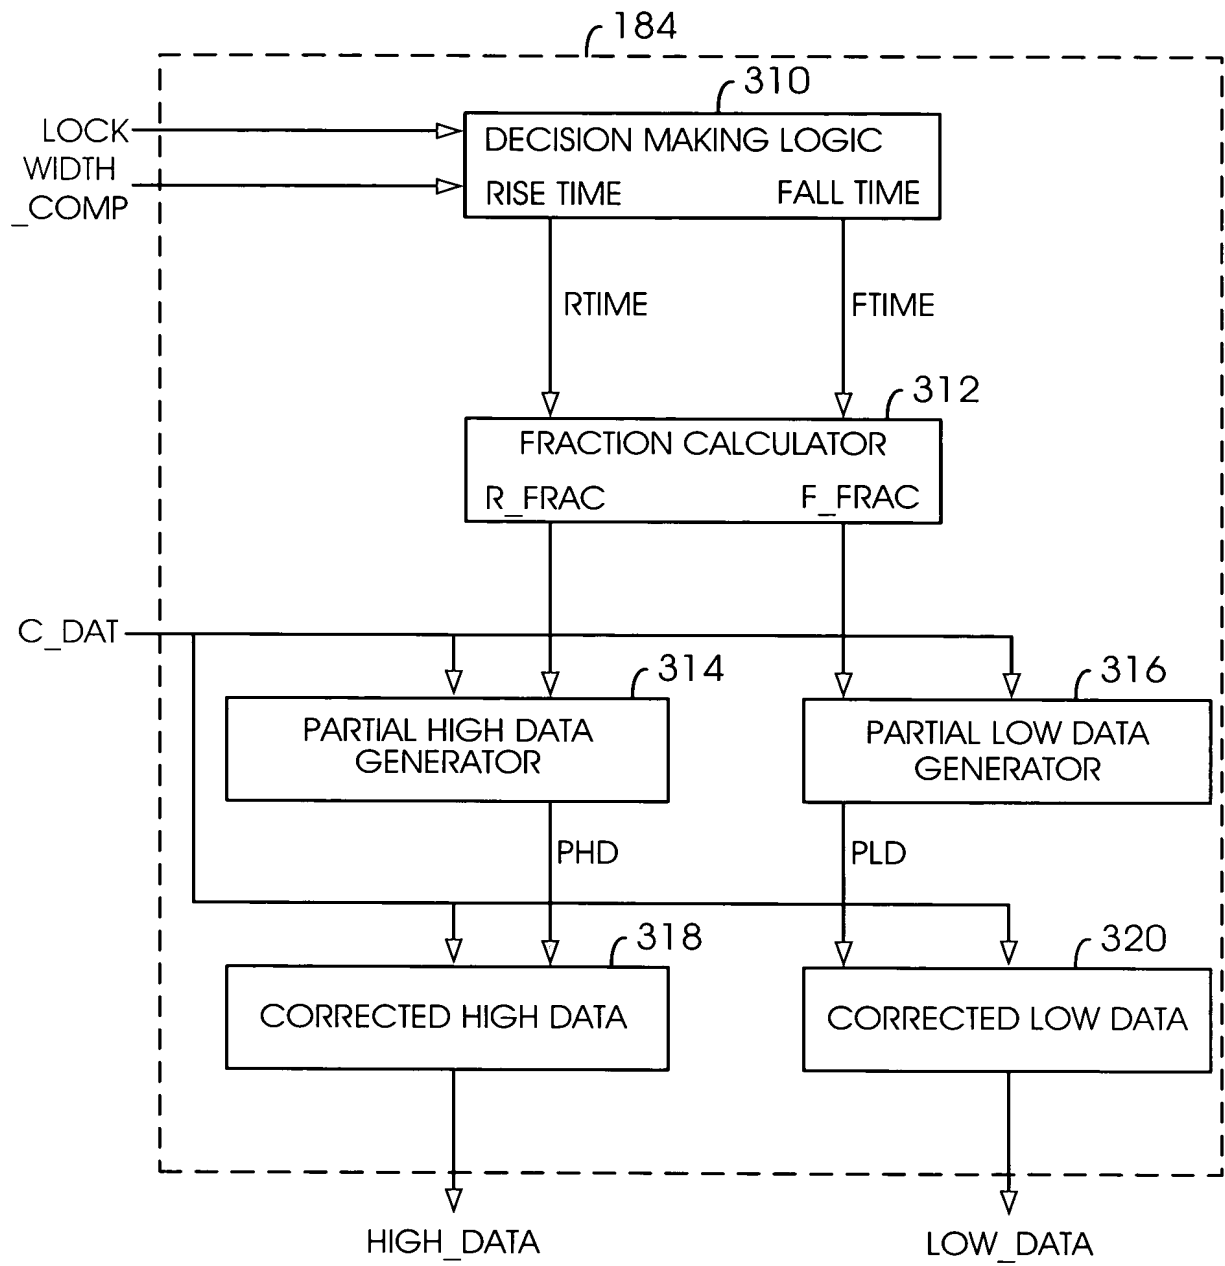 184
310
LOCK
DECISION MAKING LOGIC
WIDTH
_COMP
RISE TIME
FALL TIME
RTIME
FTIME
312
FRACTION CALCULATOR
R_FRAC
F_FRAC
C_DAT
314
316
PARTIAL HIGH DATA
GENERATOR
PARTIAL LOW DATA
GENERATOR
PHD
PLD
318
320
CORRECTED HIGH DATA
CORRECTED LOW DATA
HIGH_DATA
LOW_DATA